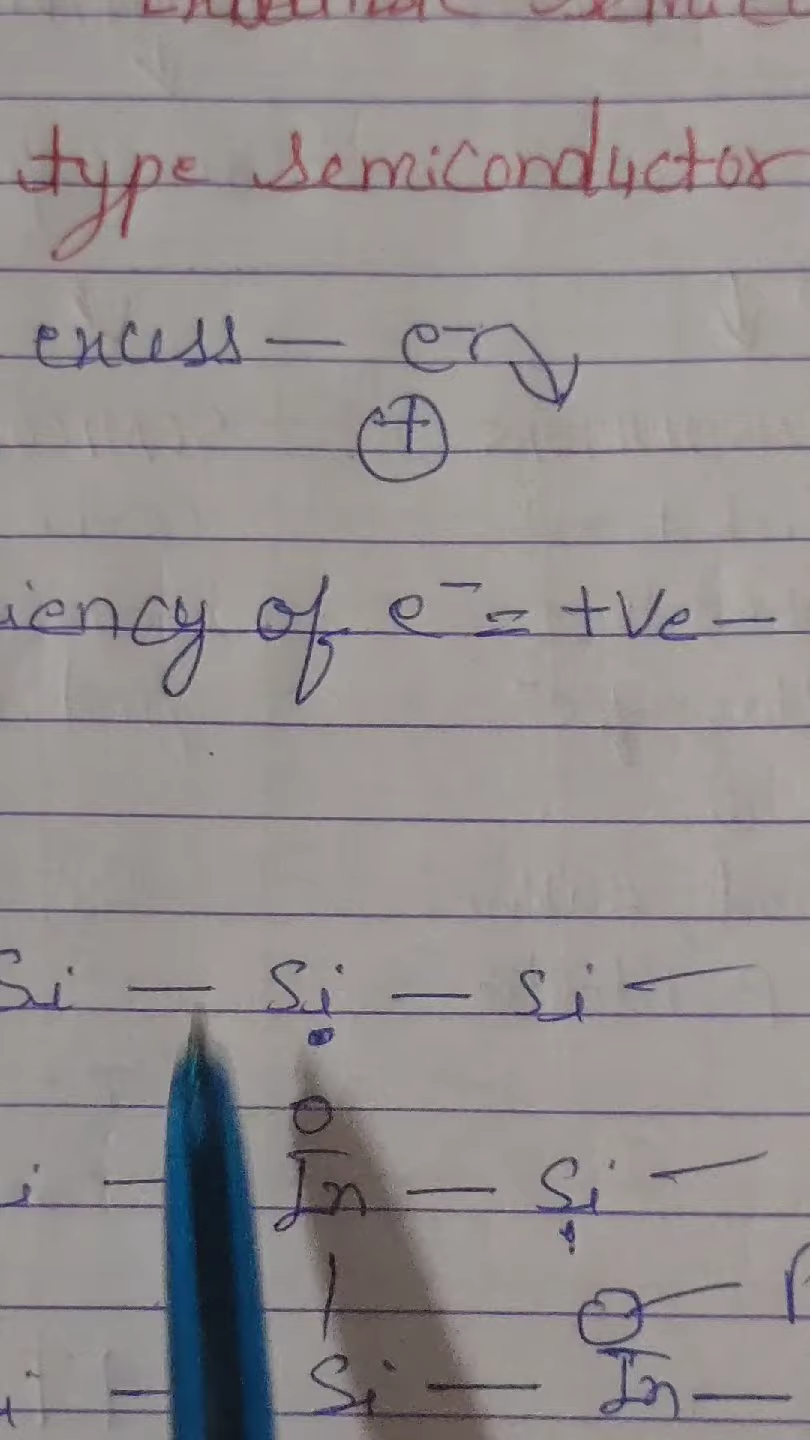 type semiconductor
excess — e⁻
+
iency of e⁻ = +ve —
Si — Si — Si —
i — In — Si —
i — Si — In —